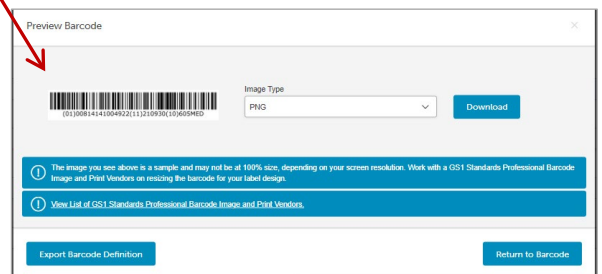 Preview Barcode
Image Type
PNG
Download
(01)00814141004922(11)210930(10)605MED
The image you see above is a sample and may not be at 100% size, depending on your screen resolution. Work with a GS1 Standards Professional Barcode
Image and Print Vendors on resizing the barcode for your label design.
View List of GS1 Standards Professional Barcode Image and Print Vendors.
Export Barcode Definition
Return to Barcode